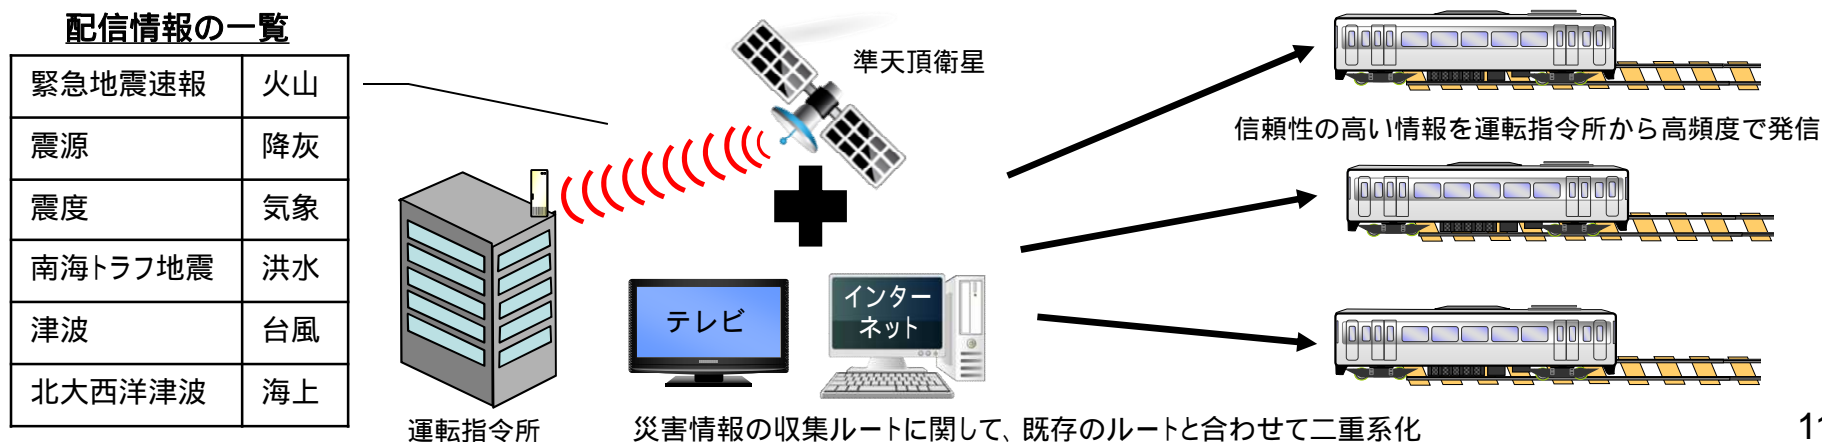 配信情報の一覧
緊急地震速報 火山
震源 降灰
震度 気象
南海トラフ地震 洪水
津波 台風
北大西洋津波 海上
準天頂衛星
信頼性の高い情報を運転指令所から高頻度で発信
テレビ
インター
ネット
運転指令所
災害情報の収集ルートに関して、既存のルートと合わせて二重系化